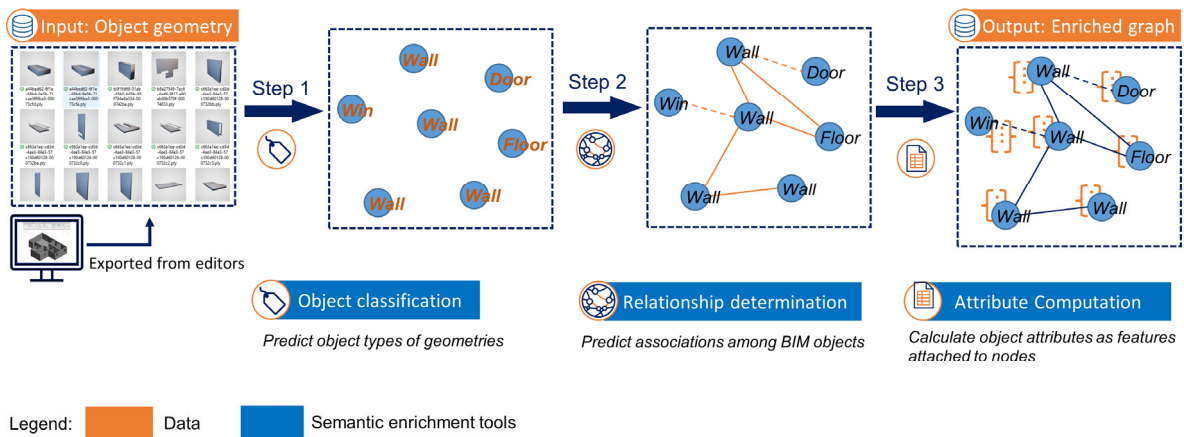 Input: Object geometry
Output: Enriched graph
Step 1
Step 2
Step 3
Wall
Door
Win
Wall
Floor
Wall
Wall
Wall
Door
Win
Wall
Floor
Wall
Wall
Wall
Door
Win
Wall
Floor
Wall
Wall
Exported from editors
Object classification
Relationship determination
Attribute Computation
Predict object types of geometries
Predict associations among BIM objects
Calculate object attributes as features
attached to nodes
Legend:
Data
Semantic enrichment tools